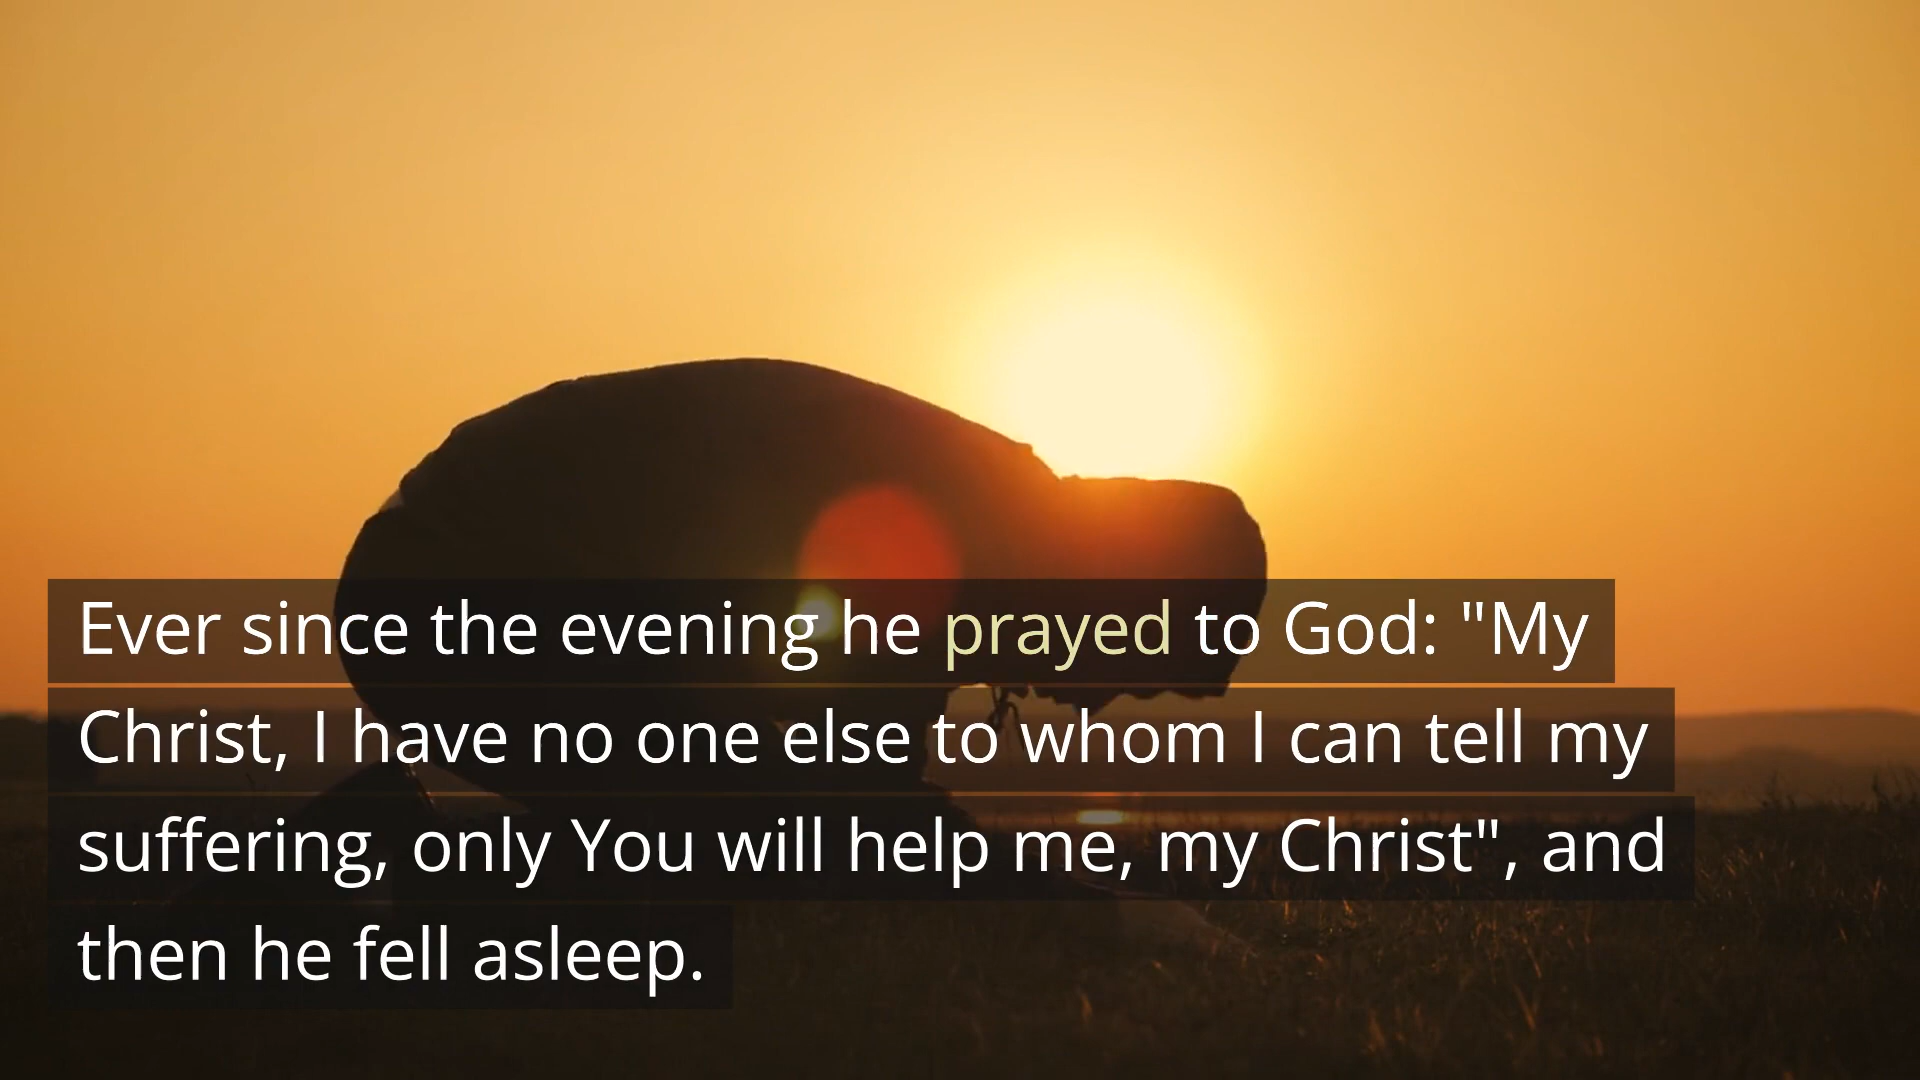 Ever since the evening he prayed to God: "My
Christ, I have no one else to whom I can tell my
suffering, only You will help me, my Christ", and
then he fell asleep.